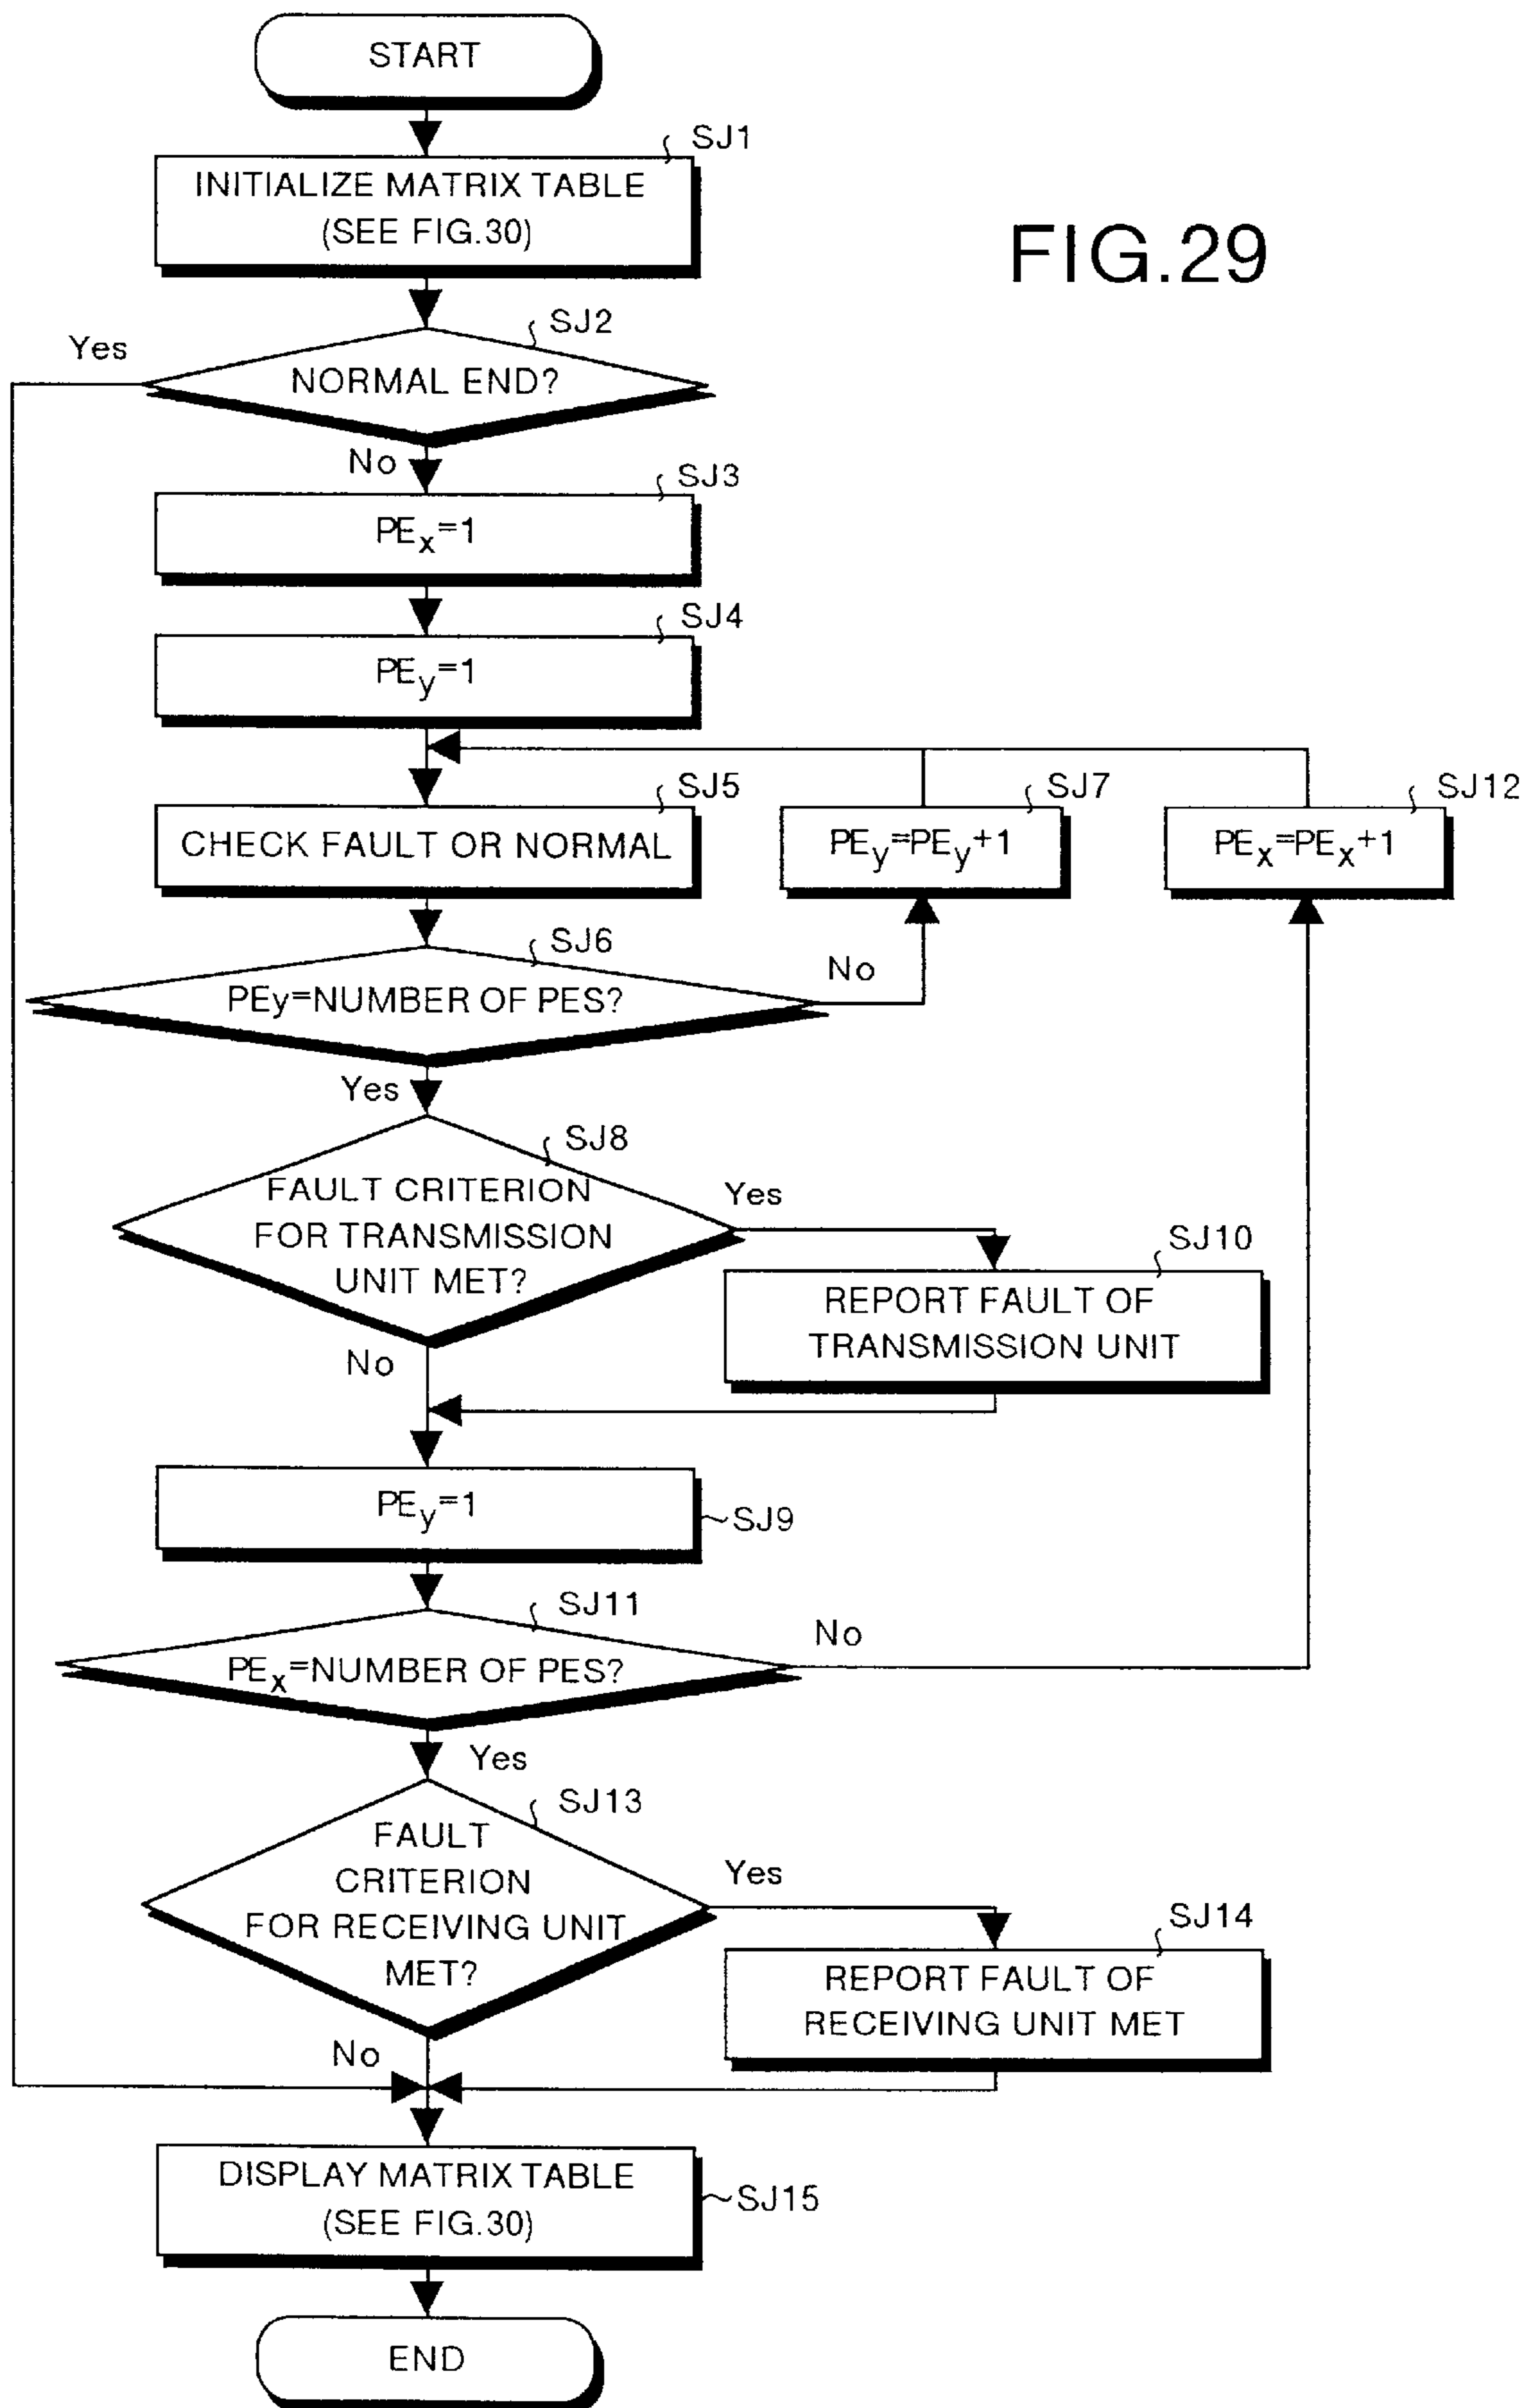 START
SJ1
INITIALIZE MATRIX TABLE
(SEE FIG.30)
FIG.29
SJ2
Yes
NORMAL END?
No
SJ3
PEx=1
SJ4
PEy=1
SJ5
CHECK FAULT OR NORMAL
SJ7
PEy=PEy+1
SJ12
PEx=PEx+1
SJ6
PEy=NUMBER OF PES?
No
Yes
SJ8
FAULT CRITERION
FOR TRANSMISSION
UNIT MET?
Yes
SJ10
REPORT FAULT OF
TRANSMISSION UNIT
No
PEy=1
SJ9
SJ11
PEx=NUMBER OF PES?
No
Yes
SJ13
FAULT
CRITERION
FOR RECEIVING UNIT
MET?
Yes
SJ14
REPORT FAULT OF
RECEIVING UNIT MET
No
DISPLAY MATRIX TABLE
(SEE FIG.30)
SJ15
END